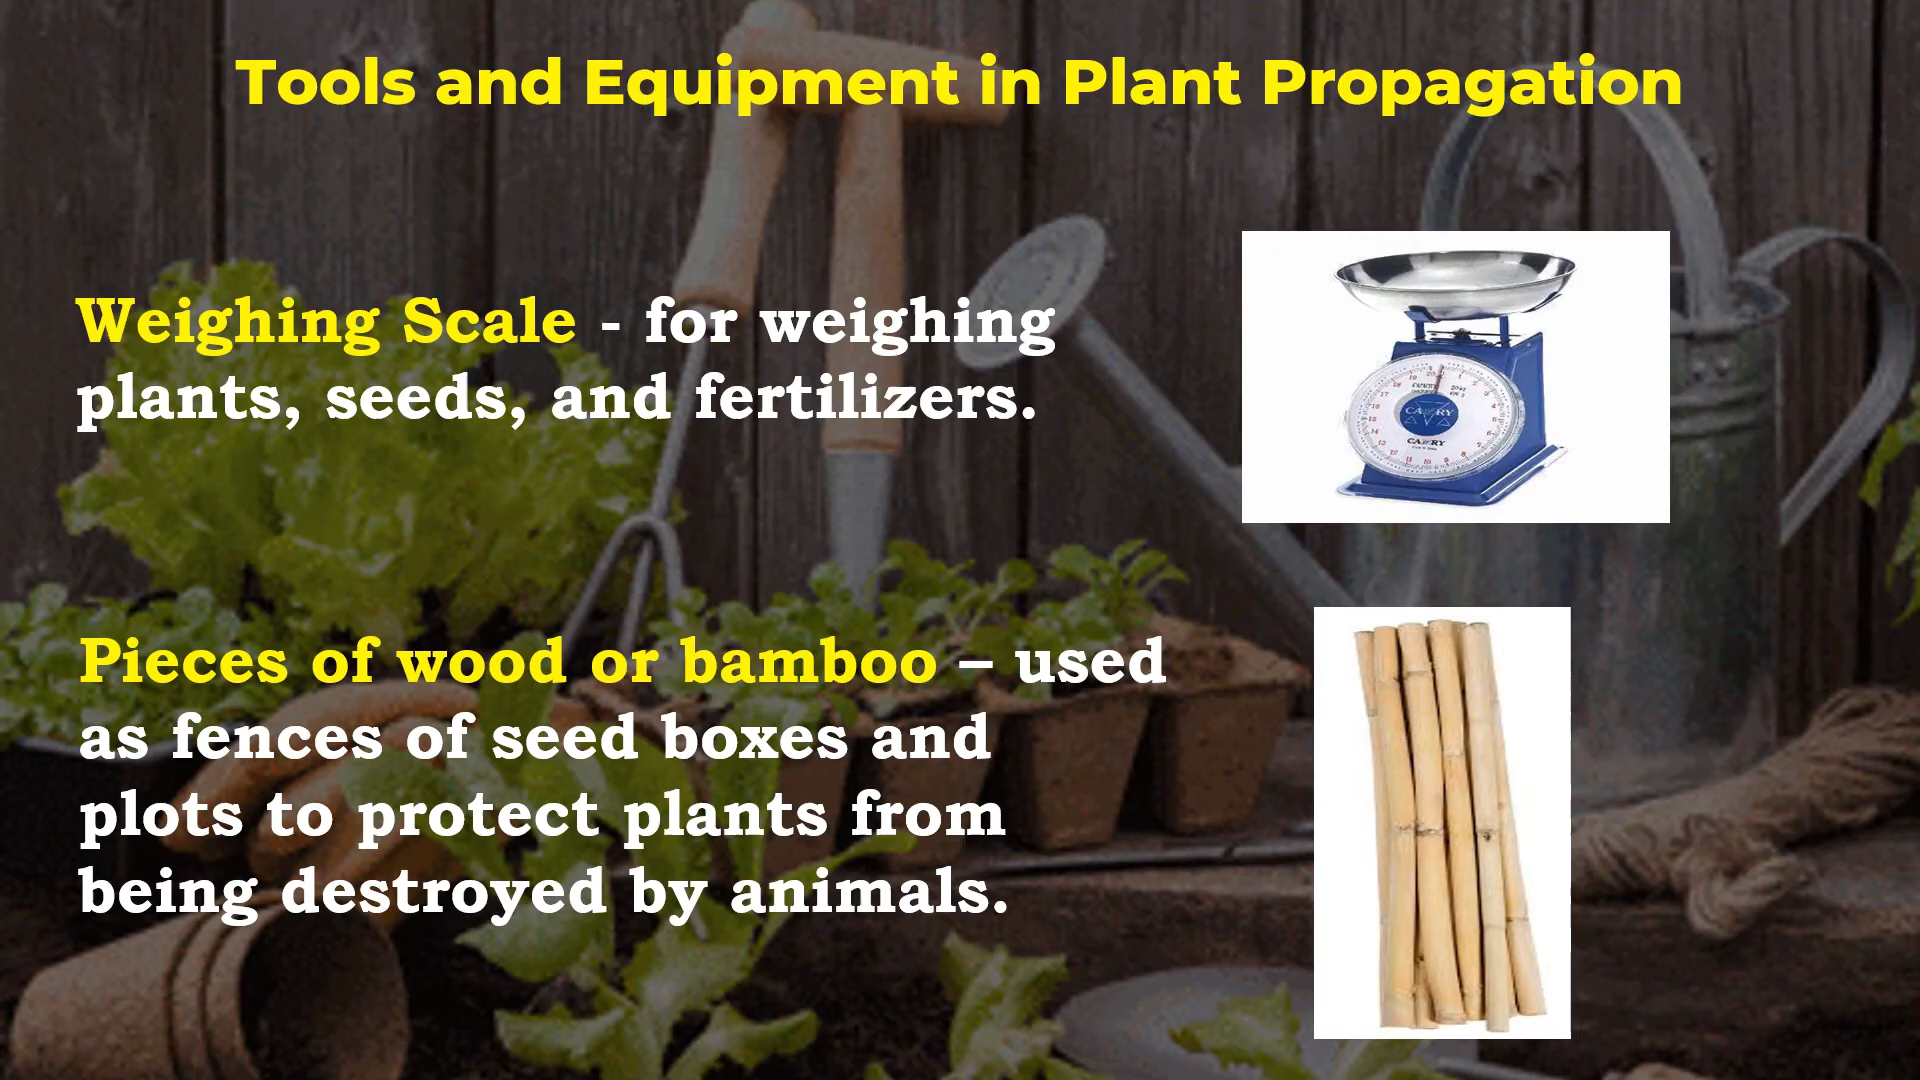 Tools and Equipment in Plant Propagation
Weighing Scale - for weighing
plants, seeds, and fertilizers.
Pieces of wood or bamboo – used
as fences of seed boxes and
plots to protect plants from
being destroyed by animals.